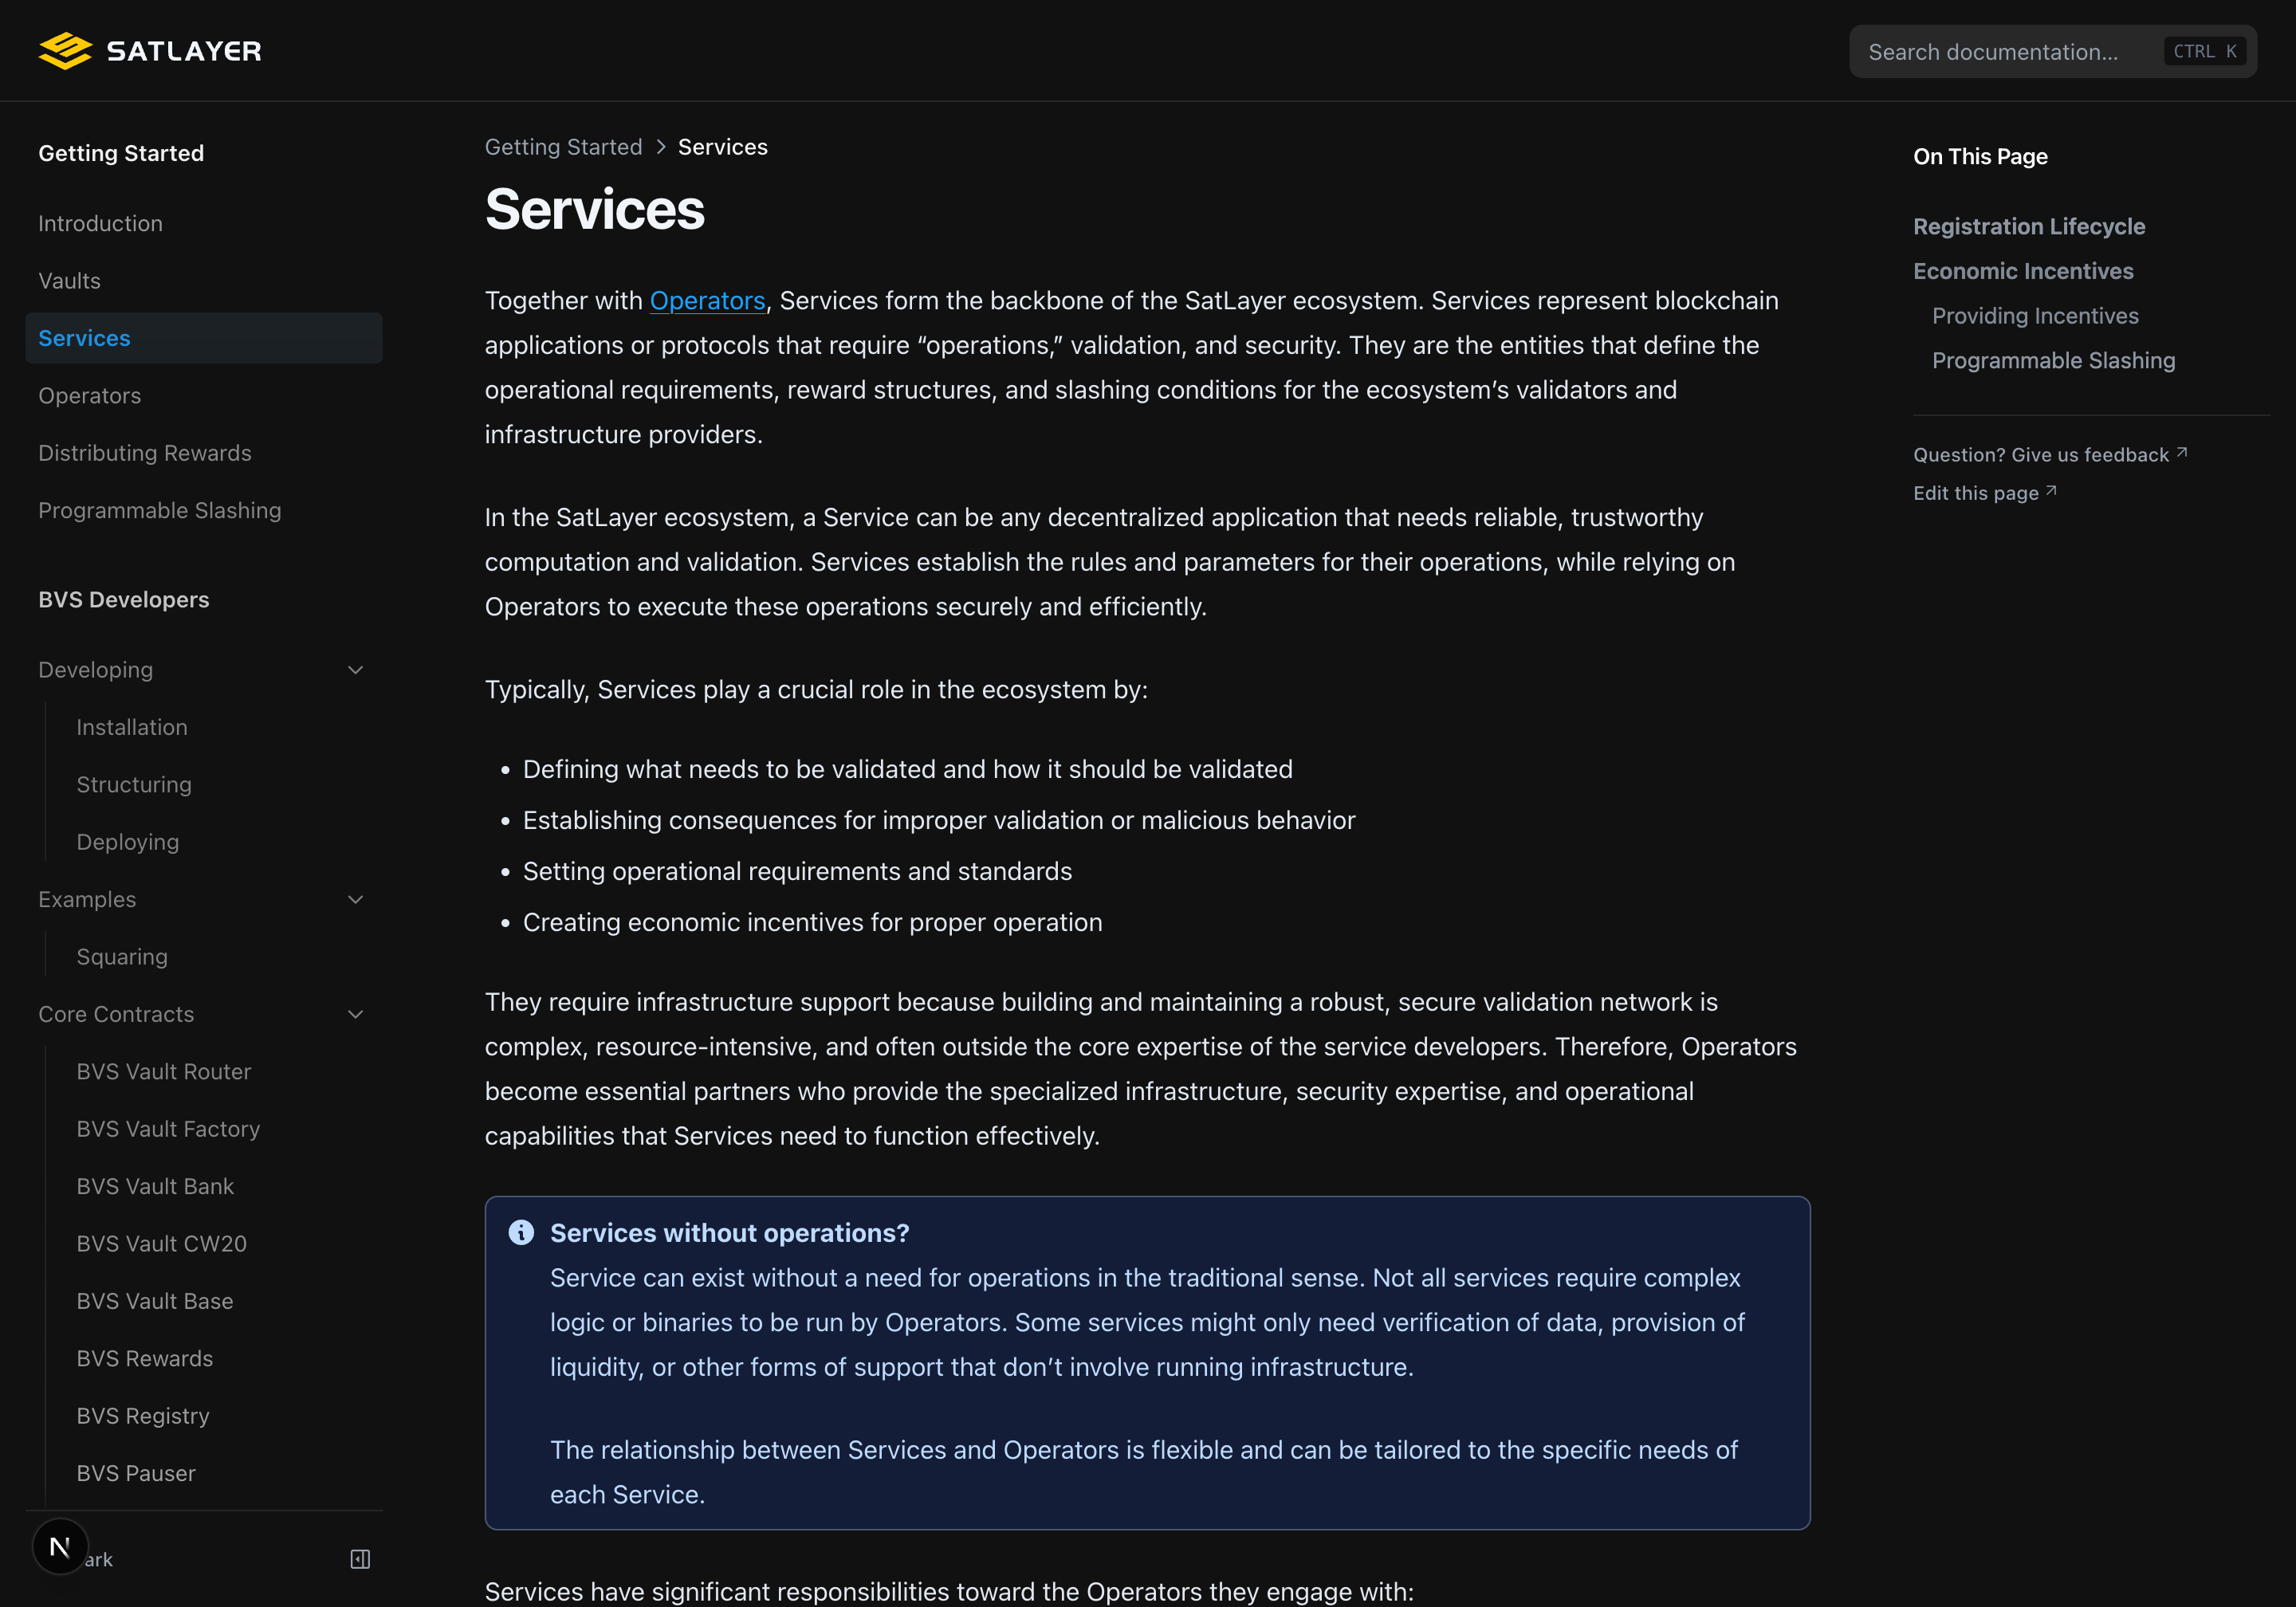 SATLAYER
Search documentation...
CTRL K
Getting Started
Introduction
Vaults
Services
Operators
Distributing Rewards
Programmable Slashing
BVS Developers
Developing
Installation
Structuring
Deploying
Examples
Squaring
Core Contracts
BVS Vault Router
BVS Vault Factory
BVS Vault Bank
BVS Vault CW20
BVS Vault Base
BVS Rewards
BVS Registry
BVS Pauser
N
ark
Getting Started > Services
Services
Together with Operators, Services form the backbone of the SatLayer ecosystem. Services represent blockchain
applications or protocols that require “operations,” validation, and security. They are the entities that define the
operational requirements, reward structures, and slashing conditions for the ecosystem’s validators and
infrastructure providers.
In the SatLayer ecosystem, a Service can be any decentralized application that needs reliable, trustworthy
computation and validation. Services establish the rules and parameters for their operations, while relying on
Operators to execute these operations securely and efficiently.
Typically, Services play a crucial role in the ecosystem by:
• Defining what needs to be validated and how it should be validated
• Establishing consequences for improper validation or malicious behavior
• Setting operational requirements and standards
• Creating economic incentives for proper operation
They require infrastructure support because building and maintaining a robust, secure validation network is
complex, resource-intensive, and often outside the core expertise of the service developers. Therefore, Operators
become essential partners who provide the specialized infrastructure, security expertise, and operational
capabilities that Services need to function effectively.
Services without operations?
Service can exist without a need for operations in the traditional sense. Not all services require complex
logic or binaries to be run by Operators. Some services might only need verification of data, provision of
liquidity, or other forms of support that don’t involve running infrastructure.
The relationship between Services and Operators is flexible and can be tailored to the specific needs of
each Service.
Services have significant responsibilities toward the Operators they engage with:
On This Page
Registration Lifecycle
Economic Incentives
Providing Incentives
Programmable Slashing
Question? Give us feedback
Edit this page